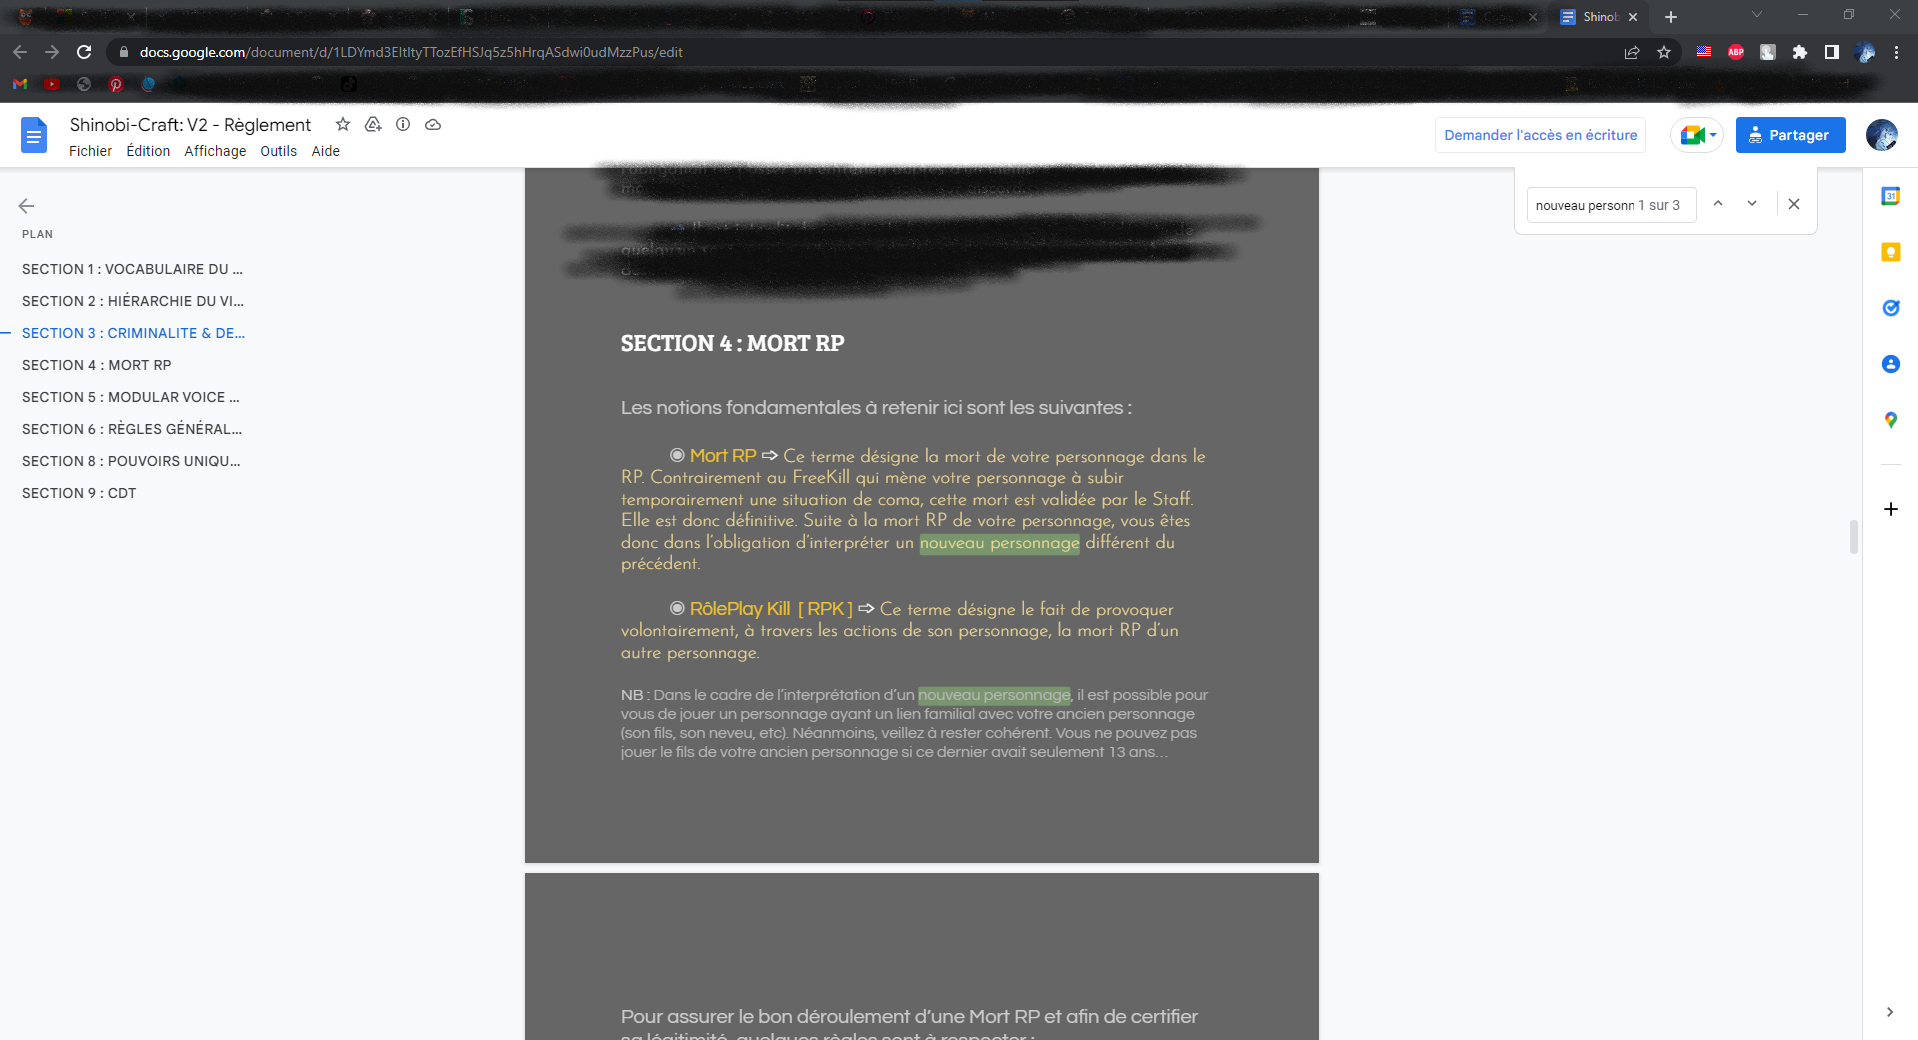 Shinob
docs.google.com/document/d/1LDYmd3EltItyTTozEfHSJq5z5hHrqASdwi0udMzzPus/edit
ABP
Shinobi-Craft: V2 - Règlement
Fichier Édition Affichage Outils Aide
Demander l'accès en écriture
Partager
nouveau personn 1 sur 3
31
PLAN
SECTION 1 : VOCABULAIRE DU ...
SECTION 2 : HIÉRARCHIE DU VI...
SECTION 3 : CRIMINALITE & DE...
SECTION 4 : MORT RP
SECTION 5 : MODULAR VOICE ...
SECTION 6 : RÈGLES GÉNÉRAL...
SECTION 8 : POUVOIRS UNIQU...
SECTION 9 : CDT
SECTION 4 : MORT RP
Les notions fondamentales à retenir ici sont les suivantes :
◉ Mort RP ➩ Ce terme désigne la mort de votre personnage dans le
RP. Contrairement au FreeKill qui mène votre personnage à subir
temporairement une situation de coma, cette mort est validée par le Staff.
Elle est donc définitive. Suite à la mort RP de votre personnage, vous êtes
donc dans l'obligation d'interpréter un nouveau personnage différent du
précédent.
◉ RôlePlay Kill [ RPK ] ➩ Ce terme désigne le fait de provoquer
volontairement, à travers les actions de son personnage, la mort RP d'un
autre personnage.
NB : Dans le cadre de l'interprétation d'un nouveau personnage, il est possible pour
vous de jouer un personnage ayant un lien familial avec votre ancien personnage
(son fils, son neveu, etc). Néanmoins, veillez à rester cohérent. Vous ne pouvez pas
jouer le fils de votre ancien personnage si ce dernier avait seulement 13 ans...
Pour assurer le bon déroulement d'une Mort RP et afin de certifier
sa légitimité, quelques règles sont à respecter :